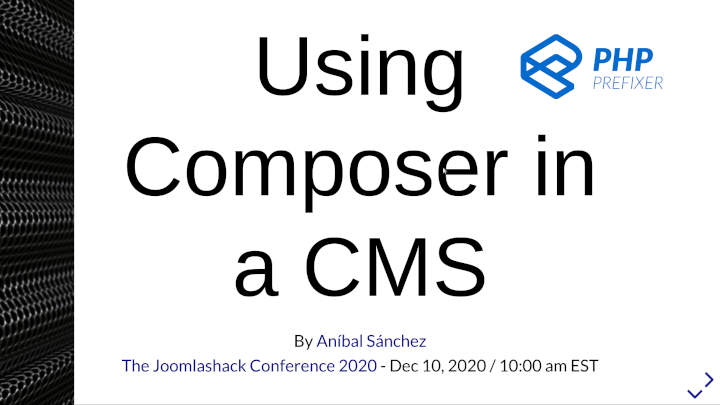 Using
Composer in
a CMS
PHP
PREFIXER
By Aníbal Sánchez
The Joomlashack Conference 2020 - Dec 10, 2020 / 10:00 am EST